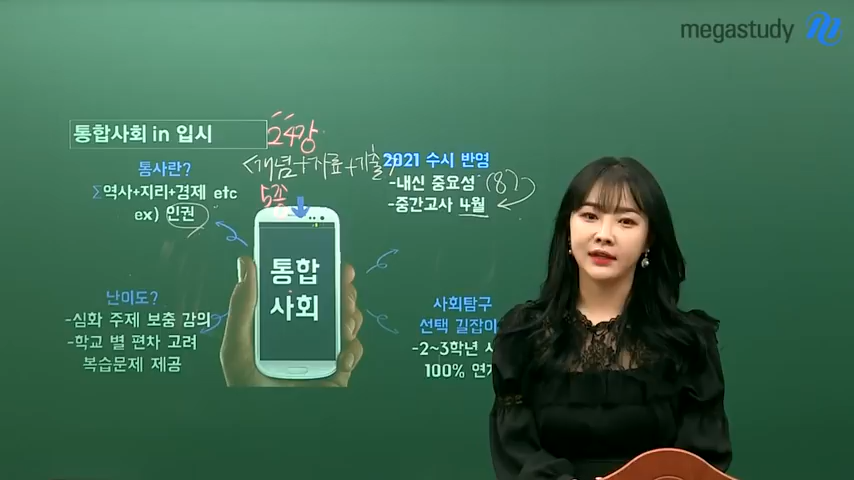 megastudy
통합사회 in 입시
24강
<개념+자료+기출>
5종
통사란?
Σ역사+지리+경제 etc
ex) 인권
2021 수시 반영
-내신 중요성 (87)
-중간고사 4월
통합
사회
난이도?
-심화 주제 보충 강의
-학교 별 편차 고려
복습문제 제공
사회탐구
선택 길잡이
-2~3학년
100% 연